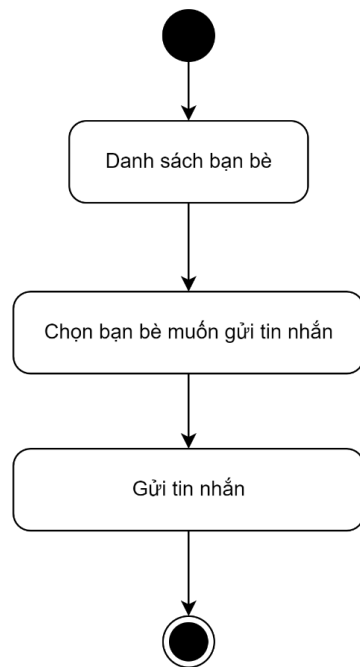 Danh sách bạn bè
Chọn bạn bè muốn gửi tin nhắn
Gửi tin nhắn